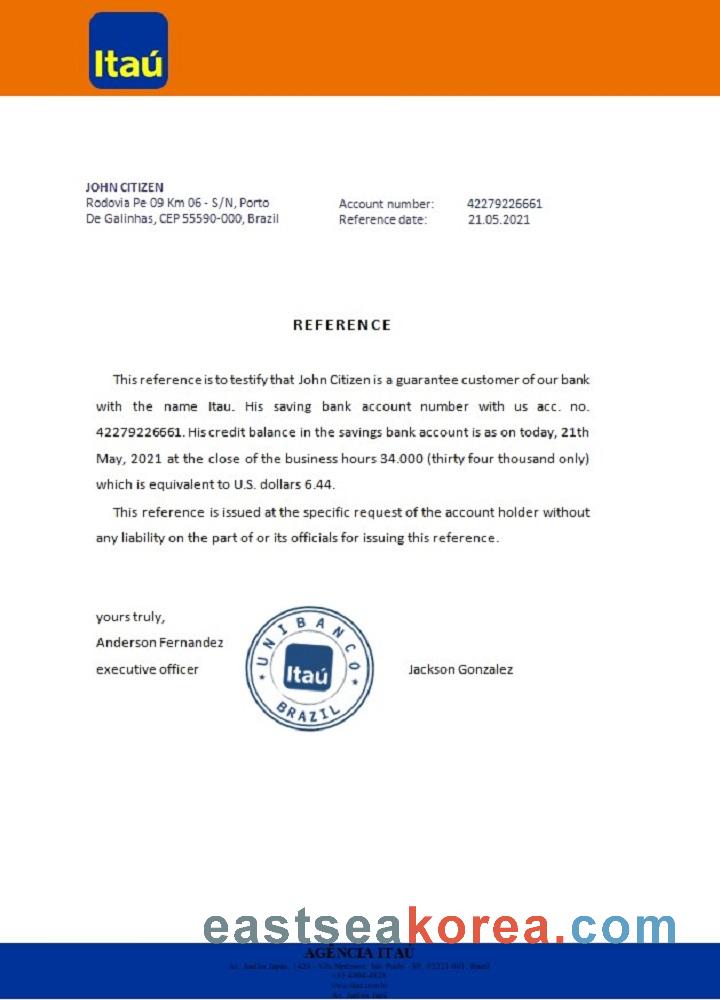 Itaú
JOHN CITIZEN
Rodovia Pe 09 Km 06 - S/N, Porto
De Galinhas, CEP 55590-000, Brazil
Account number: 42279226661
Reference date: 21.05.2021
REFERENCE
This reference is to testify that John Citizen is a guarantee customer of our bank
with the name Itau. His saving bank account number with us acc. no.
42279226661. His credit balance in the savings bank account is as on today, 21th
May, 2021 at the close of the business hours 34.000 (thirty four thousand only)
which is equivalent to U.S. dollars 6.44.
This reference is issued at the specific request of the account holder without
any liability on the part of or its officials for issuing this reference.
yours truly,
Anderson Fernandez
executive officer
UNIBANCO
Itaú
BRAZIL
Jackson Gonzalez
eastseakorea.com
AGÊNCIA ITAÚ
www.itau.com.br